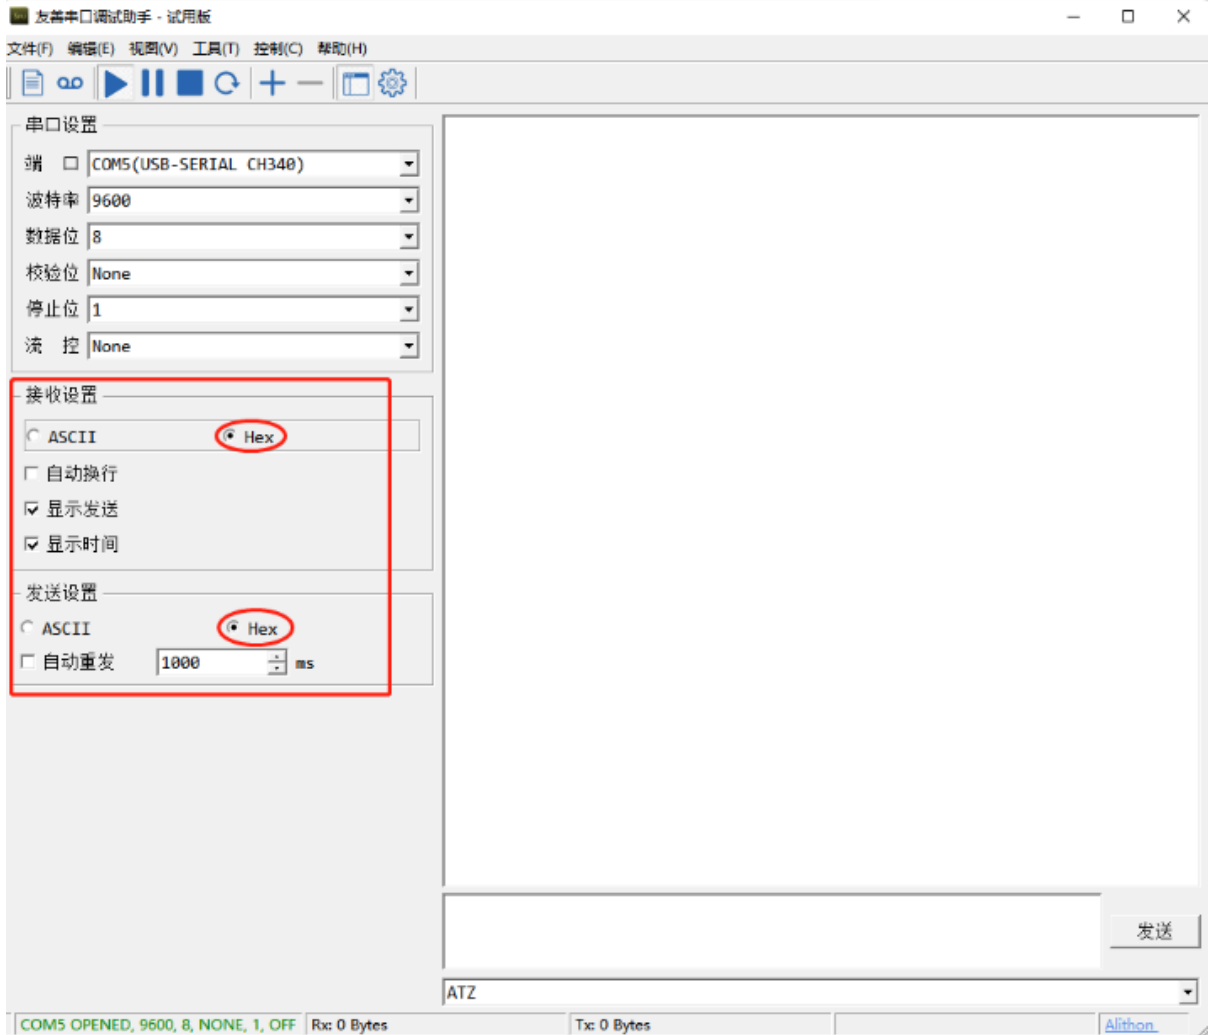 友善串口调试助手 - 试用版
文件(F) 编辑(E) 视图(V) 工具(T) 控制(C) 帮助(H)
串口设置
端 口 COM5(USB-SERIAL CH340)
波特率 9600
数据位 8
校验位 None
停止位 1
流 控 None
接收设置
ASCII Hex
自动换行
显示发送
显示时间
发送设置
ASCII Hex
自动重发 1000 ms
发送
ATZ
COM5 OPENED, 9600, 8, NONE, 1, OFF Rx: 0 Bytes Tx: 0 Bytes Alithon